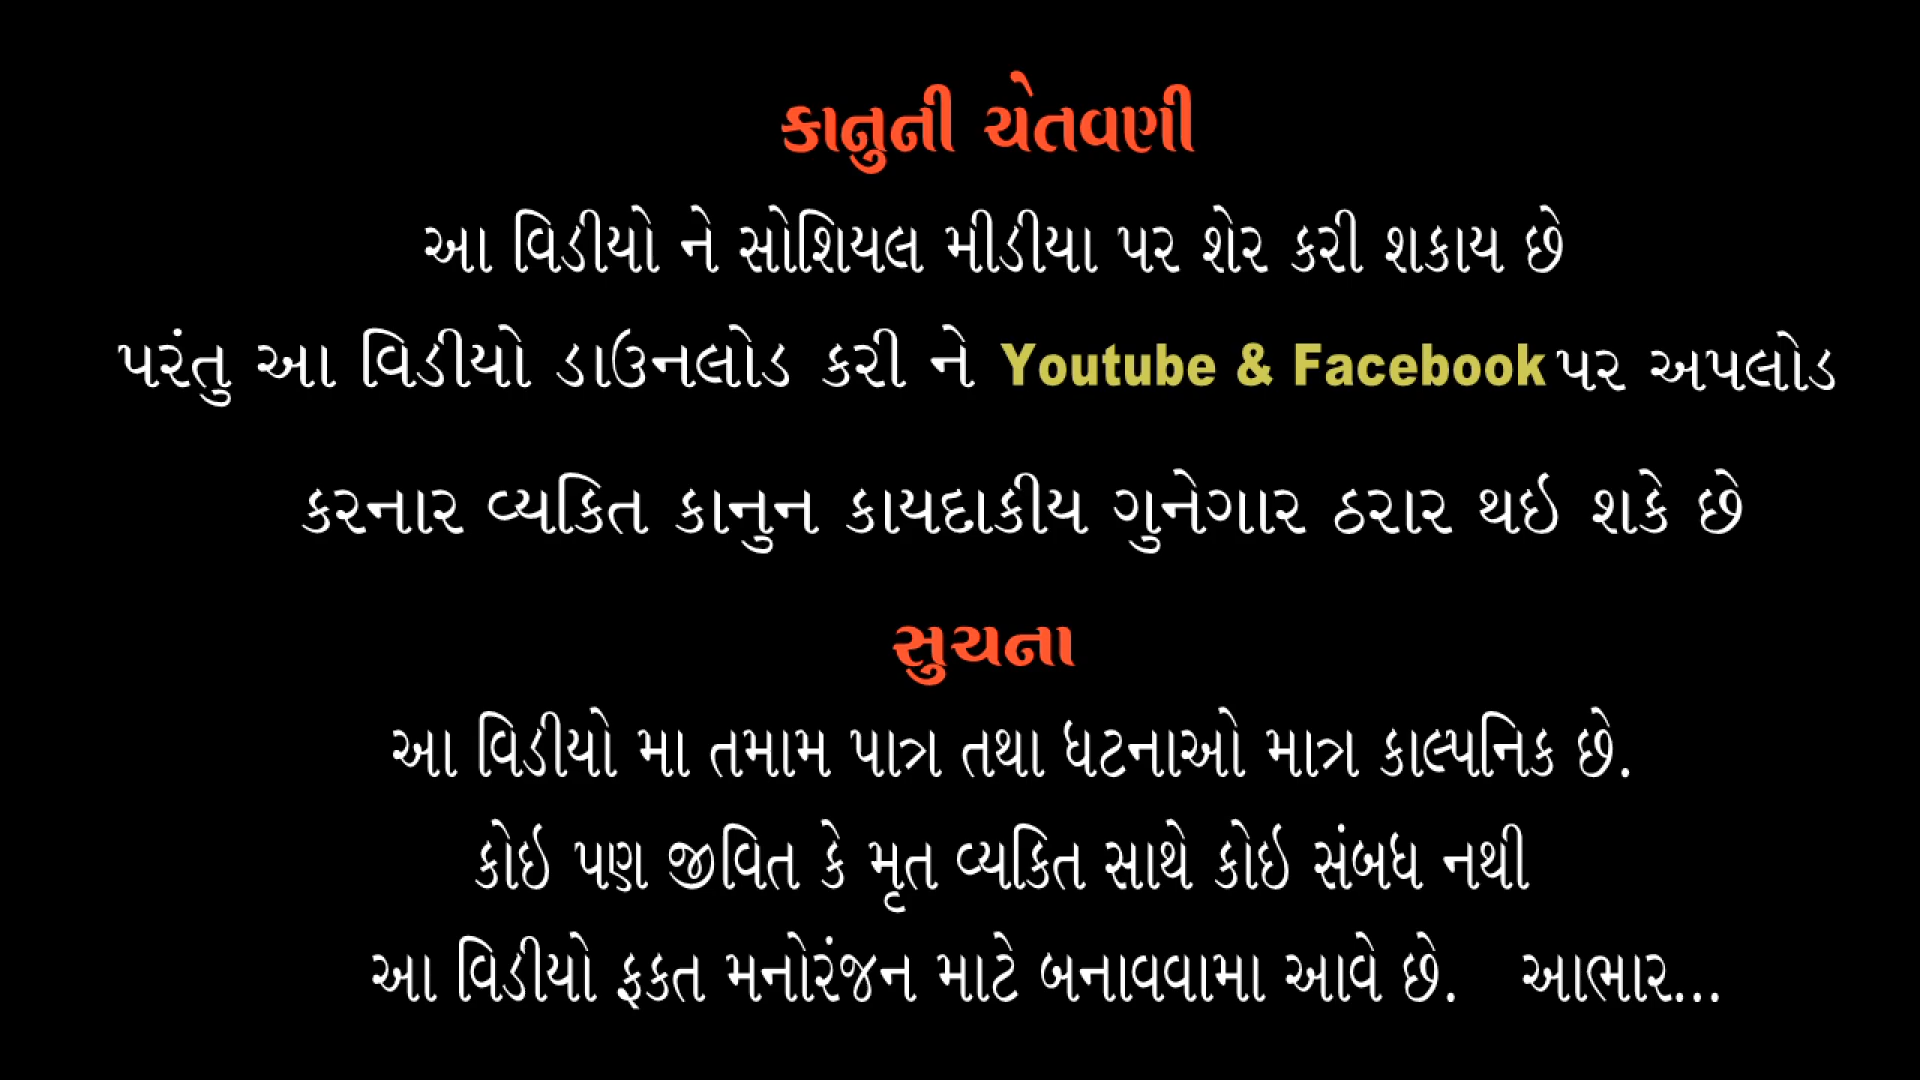 કાનુની ચેતવણી
આ વિડીયો ને સોશિયલ મીડીયા પર શેર કરી શકાય છે
પરંતુ આ વિડીયો ડાઉનલોડ કરી ને Youtube & Facebook પર અપલોડ
કરનાર વ્યકિત કાનુન કાયદાકીય ગુનેગાર ઠરાર થઇ શકે છે
સુચના
આ વિડીયો મા તમામ પાત્ર તથા ઘટનાઓ માત્ર કાલ્પનિક છે.
કોઇ પણ જીવિત કે મૃત વ્યકિત સાથે કોઇ સંબધ નથી
આ વિડીયો ફકત મનોરંજન માટે બનાવવામા આવે છે. આભાર...